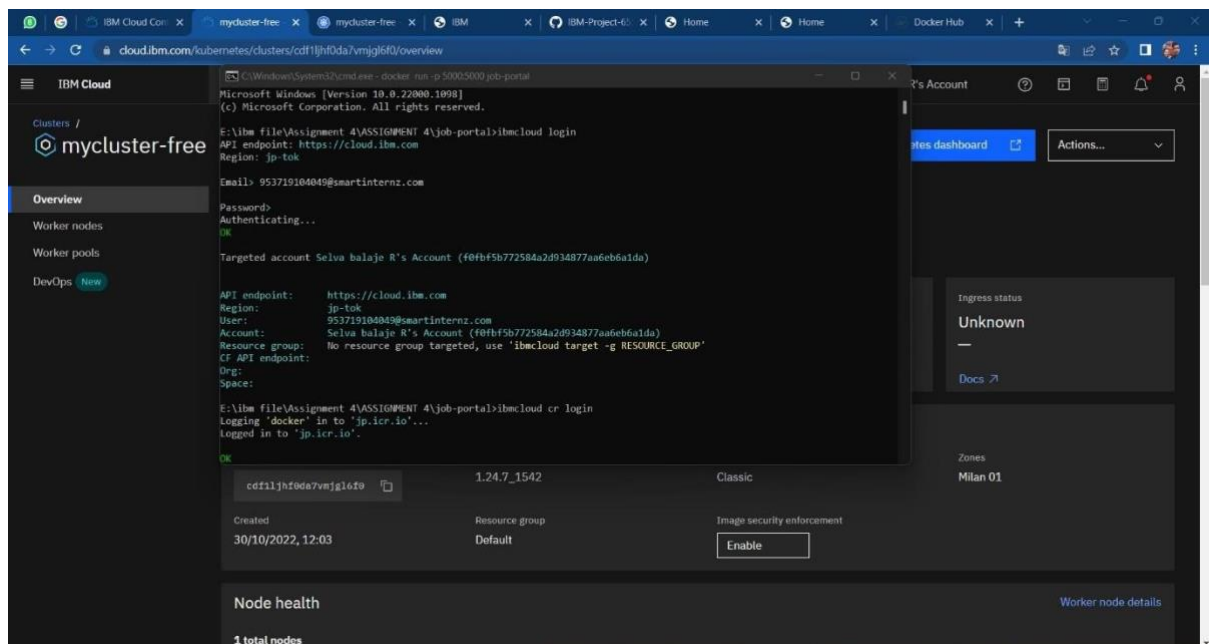 IBM Cloud Con
mycluster-free
mycluster-free
IBM
IBM-Project-65
Home
Home
Docker Hub
cloud.ibm.com/kubernetes/clusters/cdf1ljhf0da7vmjgl6f0/overview
IBM Cloud
R's Account
Clusters /
mycluster-free
etes dashboard
Actions...
Overview
Worker nodes
Worker pools
DevOps New
C:\Windows\System32\cmd.exe - docker run -p 5000:5000 job-portal
Microsoft Windows [Version 10.0.22000.1098]
(c) Microsoft Corporation. All rights reserved.
E:\ibm file\Assignment 4\ASSIGNMENT 4\job-portal>ibmcloud login
API endpoint: https://cloud.ibm.com
Region: jp-tok
Email> 953719104049@smartinternz.com
Password>
Authenticating...
OK
Targeted account Selva balaje R's Account (f0fbf5b772584a2d934877aa6eb6a1da)
API endpoint: https://cloud.ibm.com
Region: jp-tok
User: 953719104049@smartinternz.com
Account: Selva balaje R's Account (f0fbf5b772584a2d934877aa6eb6a1da)
Resource group: No resource group targeted, use 'ibmcloud target -g RESOURCE_GROUP'
CF API endpoint:
Org:
Space:
E:\ibm file\Assignment 4\ASSIGNMENT 4\job-portal>ibmcloud cr login
Logging 'docker' in to 'jp.icr.io'...
Logged in to 'jp.icr.io'.
OK
Ingress status
Unknown
—
Docs
cdf1ljhf0da7vmjgl6f0
1.24.7_1542
Classic
Zones
Milan 01
Created
30/10/2022, 12:03
Resource group
Default
Image security enforcement
Enable
Node health
Worker node details
1 total nodes